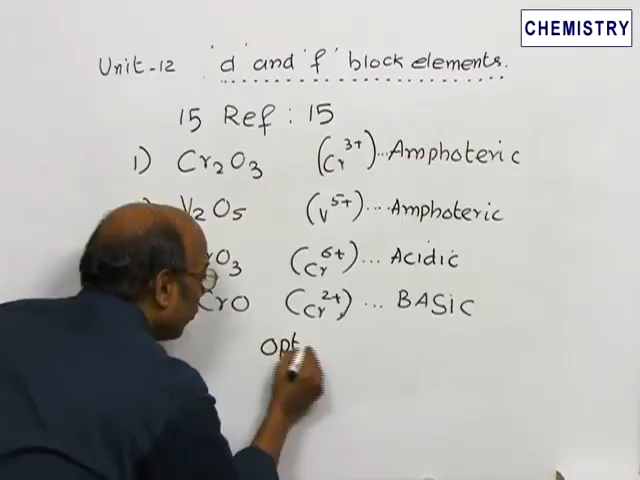 CHEMISTRY
Unit-12 'd' and 'f' block elements.
15 Ref : 15
1) Cr₂O₃ (Cr³⁺)...Amphoteric
V₂O₅ (V⁵⁺)....Amphoteric
O₃ (Cr⁶⁺)... Acidic
CrO (Cr²⁺)... BASIC
Opt